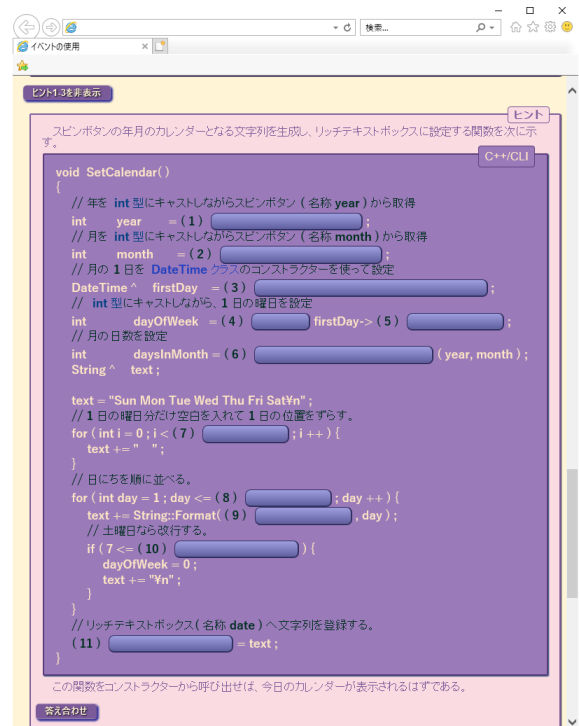 検索...
イベントの使用
ヒント1-3を非表示
ヒント
スピンボタンの年月のカレンダーとなる文字列を生成し、リッチテキストボックスに設定する関数を次に示
す。
C++/CLI
void SetCalendar()
{
// 年を int 型にキャストしながらスピンボタン ( 名称 year ) から取得
int year = ( 1 ) ;
// 月を int 型にキャストしながらスピンボタン ( 名称 month ) から取得
int month = ( 2 ) ;
// 月の 1 日を DateTime クラスのコンストラクターを使って設定
DateTime ^ firstDay = ( 3 ) ;
// int 型にキャストしながら、1 日の曜日を設定
int dayOfWeek = ( 4 ) firstDay-> ( 5 ) ;
// 月の日数を設定
int daysInMonth = ( 6 ) ( year, month ) ;
String ^ text ;
text = "Sun Mon Tue Wed Thu Fri Sat¥n" ;
// 1 日の曜日分だけ空白を入れて 1 日の位置をずらす。
for ( int i = 0 ; i < ( 7 ) ; i ++ ) {
text += "    " ;
}
// 日にちを順に並べる。
for ( int day = 1 ; day <= ( 8 ) ; day ++ ) {
text += String::Format( ( 9 ) , day ) ;
// 土曜日なら改行する。
if ( 7 <= ( 10 ) ) {
dayOfWeek = 0 ;
text += "¥n" ;
}
}
// リッチテキストボックス ( 名称 date ) へ文字列を登録する。
( 11 ) = text ;
}
この関数をコンストラクターから呼び出せば、今日のカレンダーが表示されるはずである。
答え合わせ